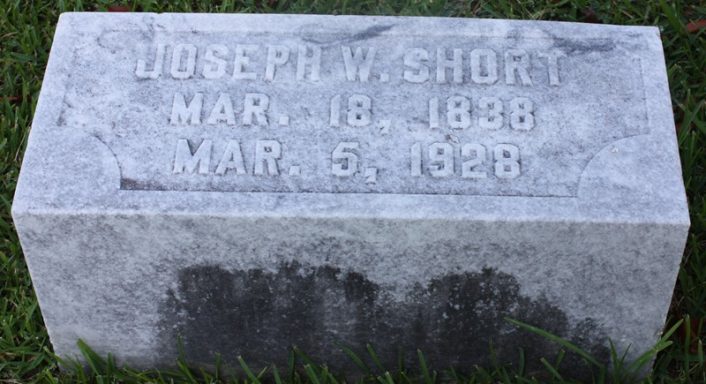 JOSEPH W. SHORT
MAR. 18, 1838
MAR. 5, 1928